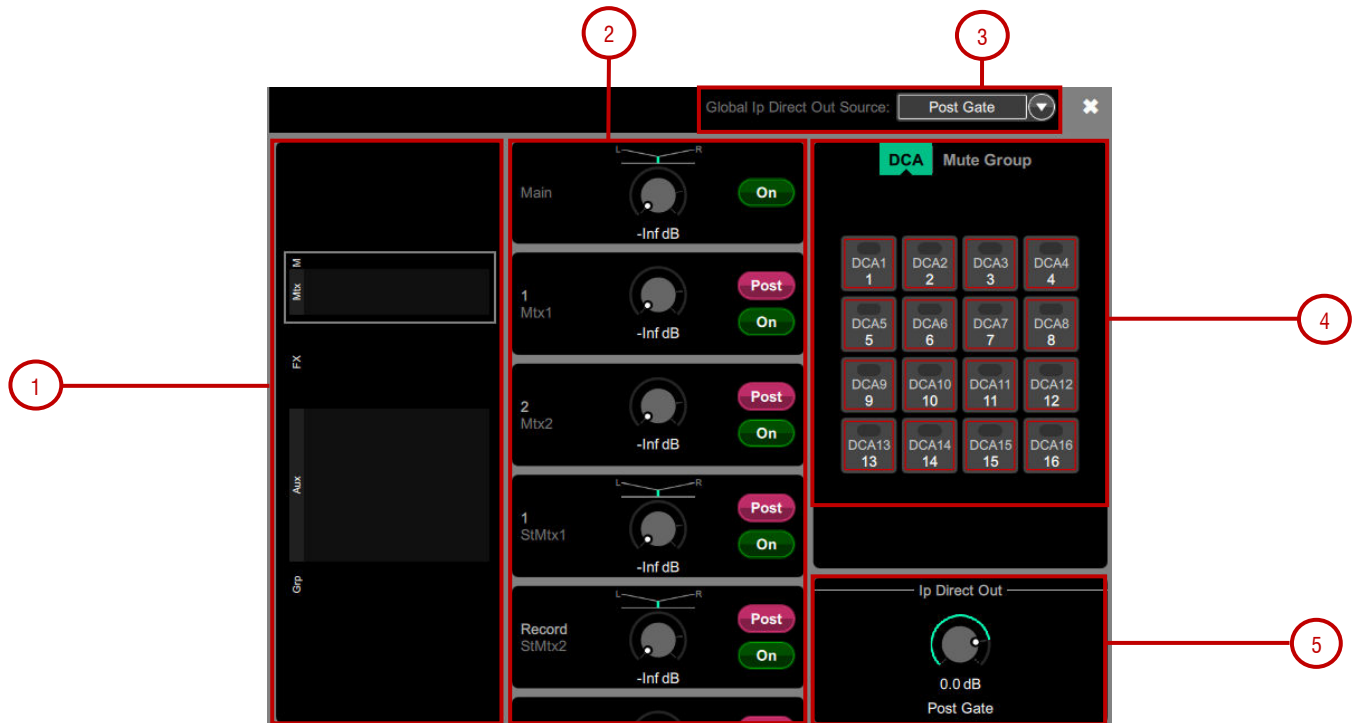 2
3
Global Ip Direct Out Source: Post Gate
1
M
Mtx
FX
Aux
Grp
L R
Main
On
-Inf dB
1
Mtx1
Post
On
-Inf dB
2
Mtx2
Post
On
-Inf dB
L R
1
StMtx1
Post
On
-Inf dB
L R
Record
StMtx2
Post
On
-Inf dB
DCA Mute Group
DCA1 DCA2 DCA3 DCA4
1 2 3 4
DCA5 DCA6 DCA7 DCA8
5 6 7 8
DCA9 DCA10 DCA11 DCA12
9 10 11 12
DCA13 DCA14 DCA15 DCA16
13 14 15 16
4
Ip Direct Out
0.0 dB
Post Gate
5